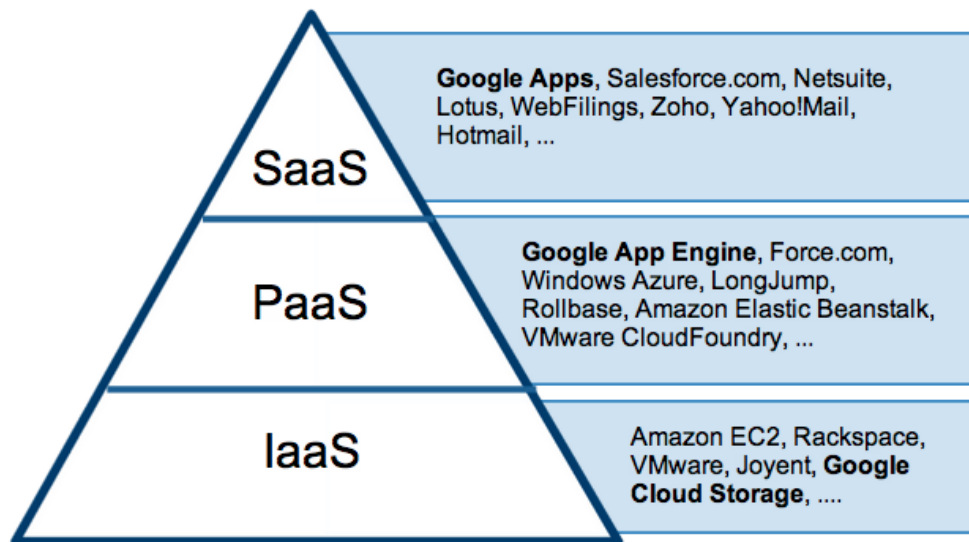 SaaS
Google Apps, Salesforce.com, Netsuite,
Lotus, WebFilings, Zoho, Yahoo!Mail,
Hotmail, ...
PaaS
Google App Engine, Force.com,
Windows Azure, LongJump,
Rollbase, Amazon Elastic Beanstalk,
VMware CloudFoundry, ...
IaaS
Amazon EC2, Rackspace,
VMware, Joyent, Google
Cloud Storage, ....